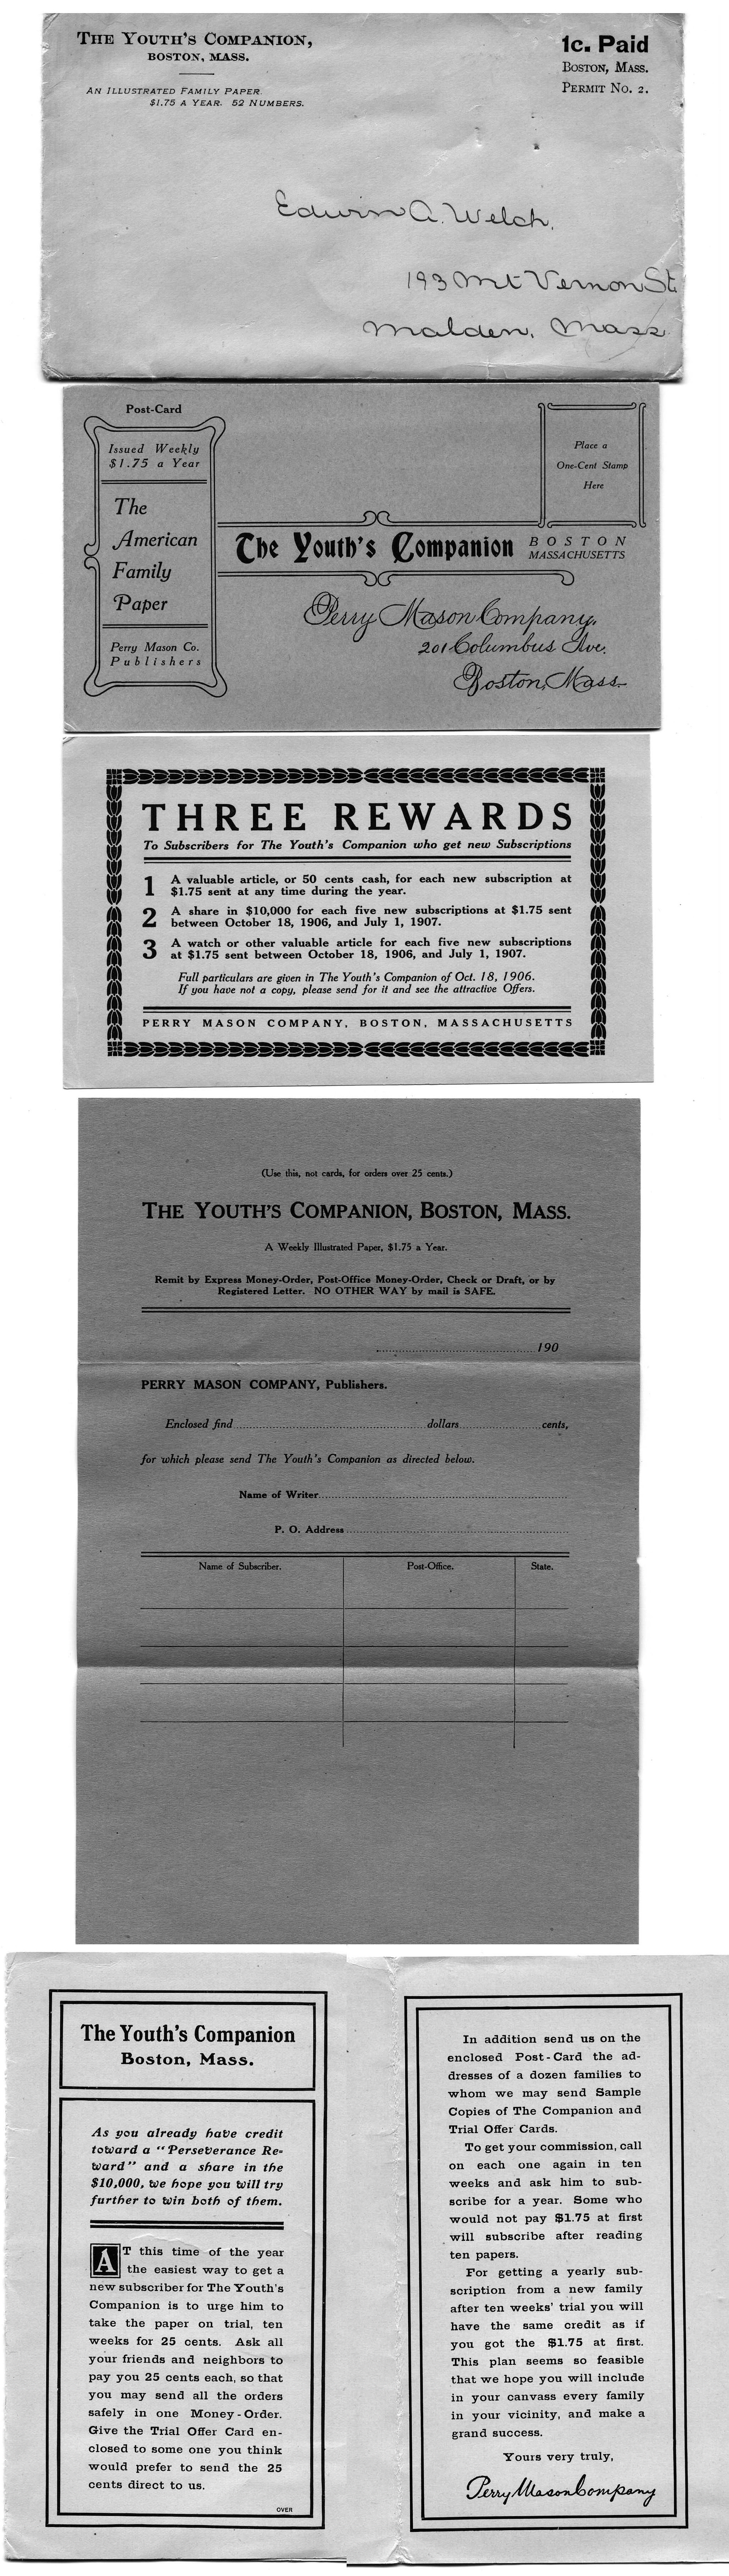 THE YOUTH'S COMPANION,
BOSTON, MASS.
AN ILLUSTRATED FAMILY PAPER.
$1.75 A YEAR. 52 NUMBERS.
1c. Paid
BOSTON, MASS.
PERMIT NO. 2.
Edwin A. Welch,
193 Mt Vernon St
Malden, Mass
Post-Card
Issued Weekly
$1.75 a Year
The
American
Family
Paper
Perry Mason Co.
Publishers
Place a
One-Cent Stamp
Here
The Youth's Companion
BOSTON
MASSACHUSETTS
Perry Mason Company,
201 Columbus Ave.
Boston, Mass.
THREE REWARDS
To Subscribers for The Youth's Companion who get new Subscriptions
1 A valuable article, or 50 cents cash, for each new subscription at
$1.75 sent at any time during the year.
2 A share in $10,000 for each five new subscriptions at $1.75 sent
between October 18, 1906, and July 1, 1907.
3 A watch or other valuable article for each five new subscriptions
at $1.75 sent between October 18, 1906, and July 1, 1907.
Full particulars are given in The Youth's Companion of Oct. 18, 1906.
If you have not a copy, please send for it and see the attractive Offers.
PERRY MASON COMPANY, BOSTON, MASSACHUSETTS
(Use this, not cards, for orders over 25 cents.)
THE YOUTH'S COMPANION, BOSTON, MASS.
A Weekly Illustrated Paper, $1.75 a Year.
Remit by Express Money-Order, Post-Office Money-Order, Check or Draft, or by
Registered Letter. NO OTHER WAY by mail is SAFE.
190
PERRY MASON COMPANY, Publishers.
Enclosed find dollars cents,
for which please send The Youth's Companion as directed below.
Name of Writer
P. O. Address
Name of Subscriber. Post-Office. State.
The Youth's Companion
Boston, Mass.
As you already have credit
toward a "Perseverance Re-
ward" and a share in the
$10,000, we hope you will try
further to win both of them.
AT this time of the year
the easiest way to get a
new subscriber for The Youth's
Companion is to urge him to
take the paper on trial, ten
weeks for 25 cents. Ask all
your friends and neighbors to
pay you 25 cents each, so that
you may send all the orders
safely in one Money-Order.
Give the Trial Offer Card en-
closed to some one you think
would prefer to send the 25
cents direct to us.
OVER
In addition send us on the
enclosed Post-Card the ad-
dresses of a dozen families to
whom we may send Sample
Copies of The Companion and
Trial Offer Cards.
To get your commission, call
on each one again in ten
weeks and ask him to sub-
scribe for a year. Some who
would not pay $1.75 at first
will subscribe after reading
ten papers.
For getting a yearly sub-
scription from a new family
after ten weeks' trial you will
have the same credit as if
you got the $1.75 at first.
This plan seems so feasible
that we hope you will include
in your canvass every family
in your vicinity, and make a
grand success.
Yours very truly,
Perry Mason Company